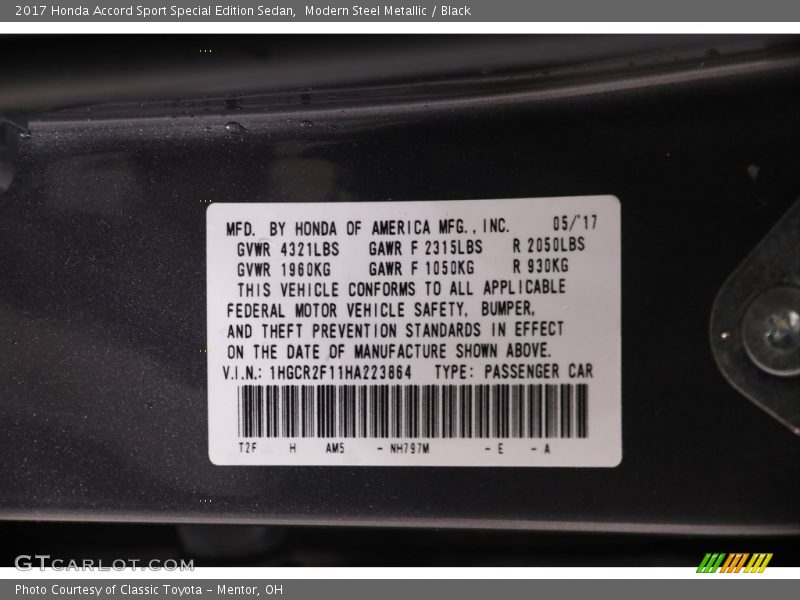 2017 Honda Accord Sport Special Edition Sedan,  Modern Steel Metallic / Black
MFD. BY HONDA OF AMERICA MFG., INC. 05/'17
GVWR 4321LBS GAWR F 2315LBS R 2050LBS
GVWR 1960KG GAWR F 1050KG R 930KG
THIS VEHICLE CONFORMS TO ALL APPLICABLE
FEDERAL MOTOR VEHICLE SAFETY, BUMPER,
AND THEFT PREVENTION STANDARDS IN EFFECT
ON THE DATE OF MANUFACTURE SHOWN ABOVE.
V.I.N.: 1HGCR2F11HA223864 TYPE: PASSENGER CAR
T2F H AM5 - NH797M - E - A
GTCARLOT.COM
Photo Courtesy of Classic Toyota - Mentor, OH